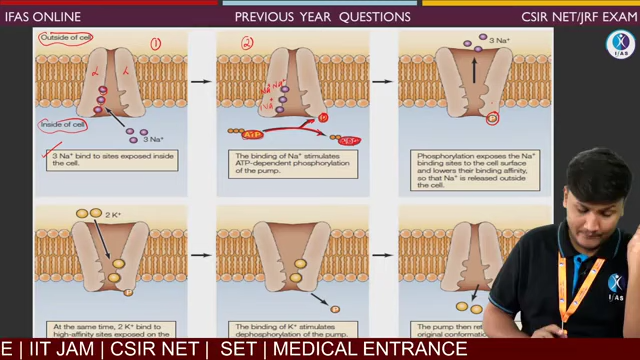 IFAS ONLINE
PREVIOUS YEAR QUESTIONS
CSIR NET/JRF EXAM
IFAS
Outside of cell
1
α α
Inside of cell
3 Na+
3 Na+ bind to sites exposed inside
the cell.
2
Na+ Na+
Na+
ATP
The binding of Na+ stimulates
ATP-dependent phosphorylation
of the pump.
3 Na+
Phosphorylation exposes the Na+
binding sites to the cell surface
and lowers their binding affinity,
so that Na+ is released outside
the cell.
2 K+
At the same time, 2 K+ bind to
high-affinity sites exposed on the
The binding of K+ stimulates
dephosphorylation of the pump.
The pump then
original conformation
IFAS
E | IIT JAM | CSIR NET | SET | MEDICAL ENTRANCE